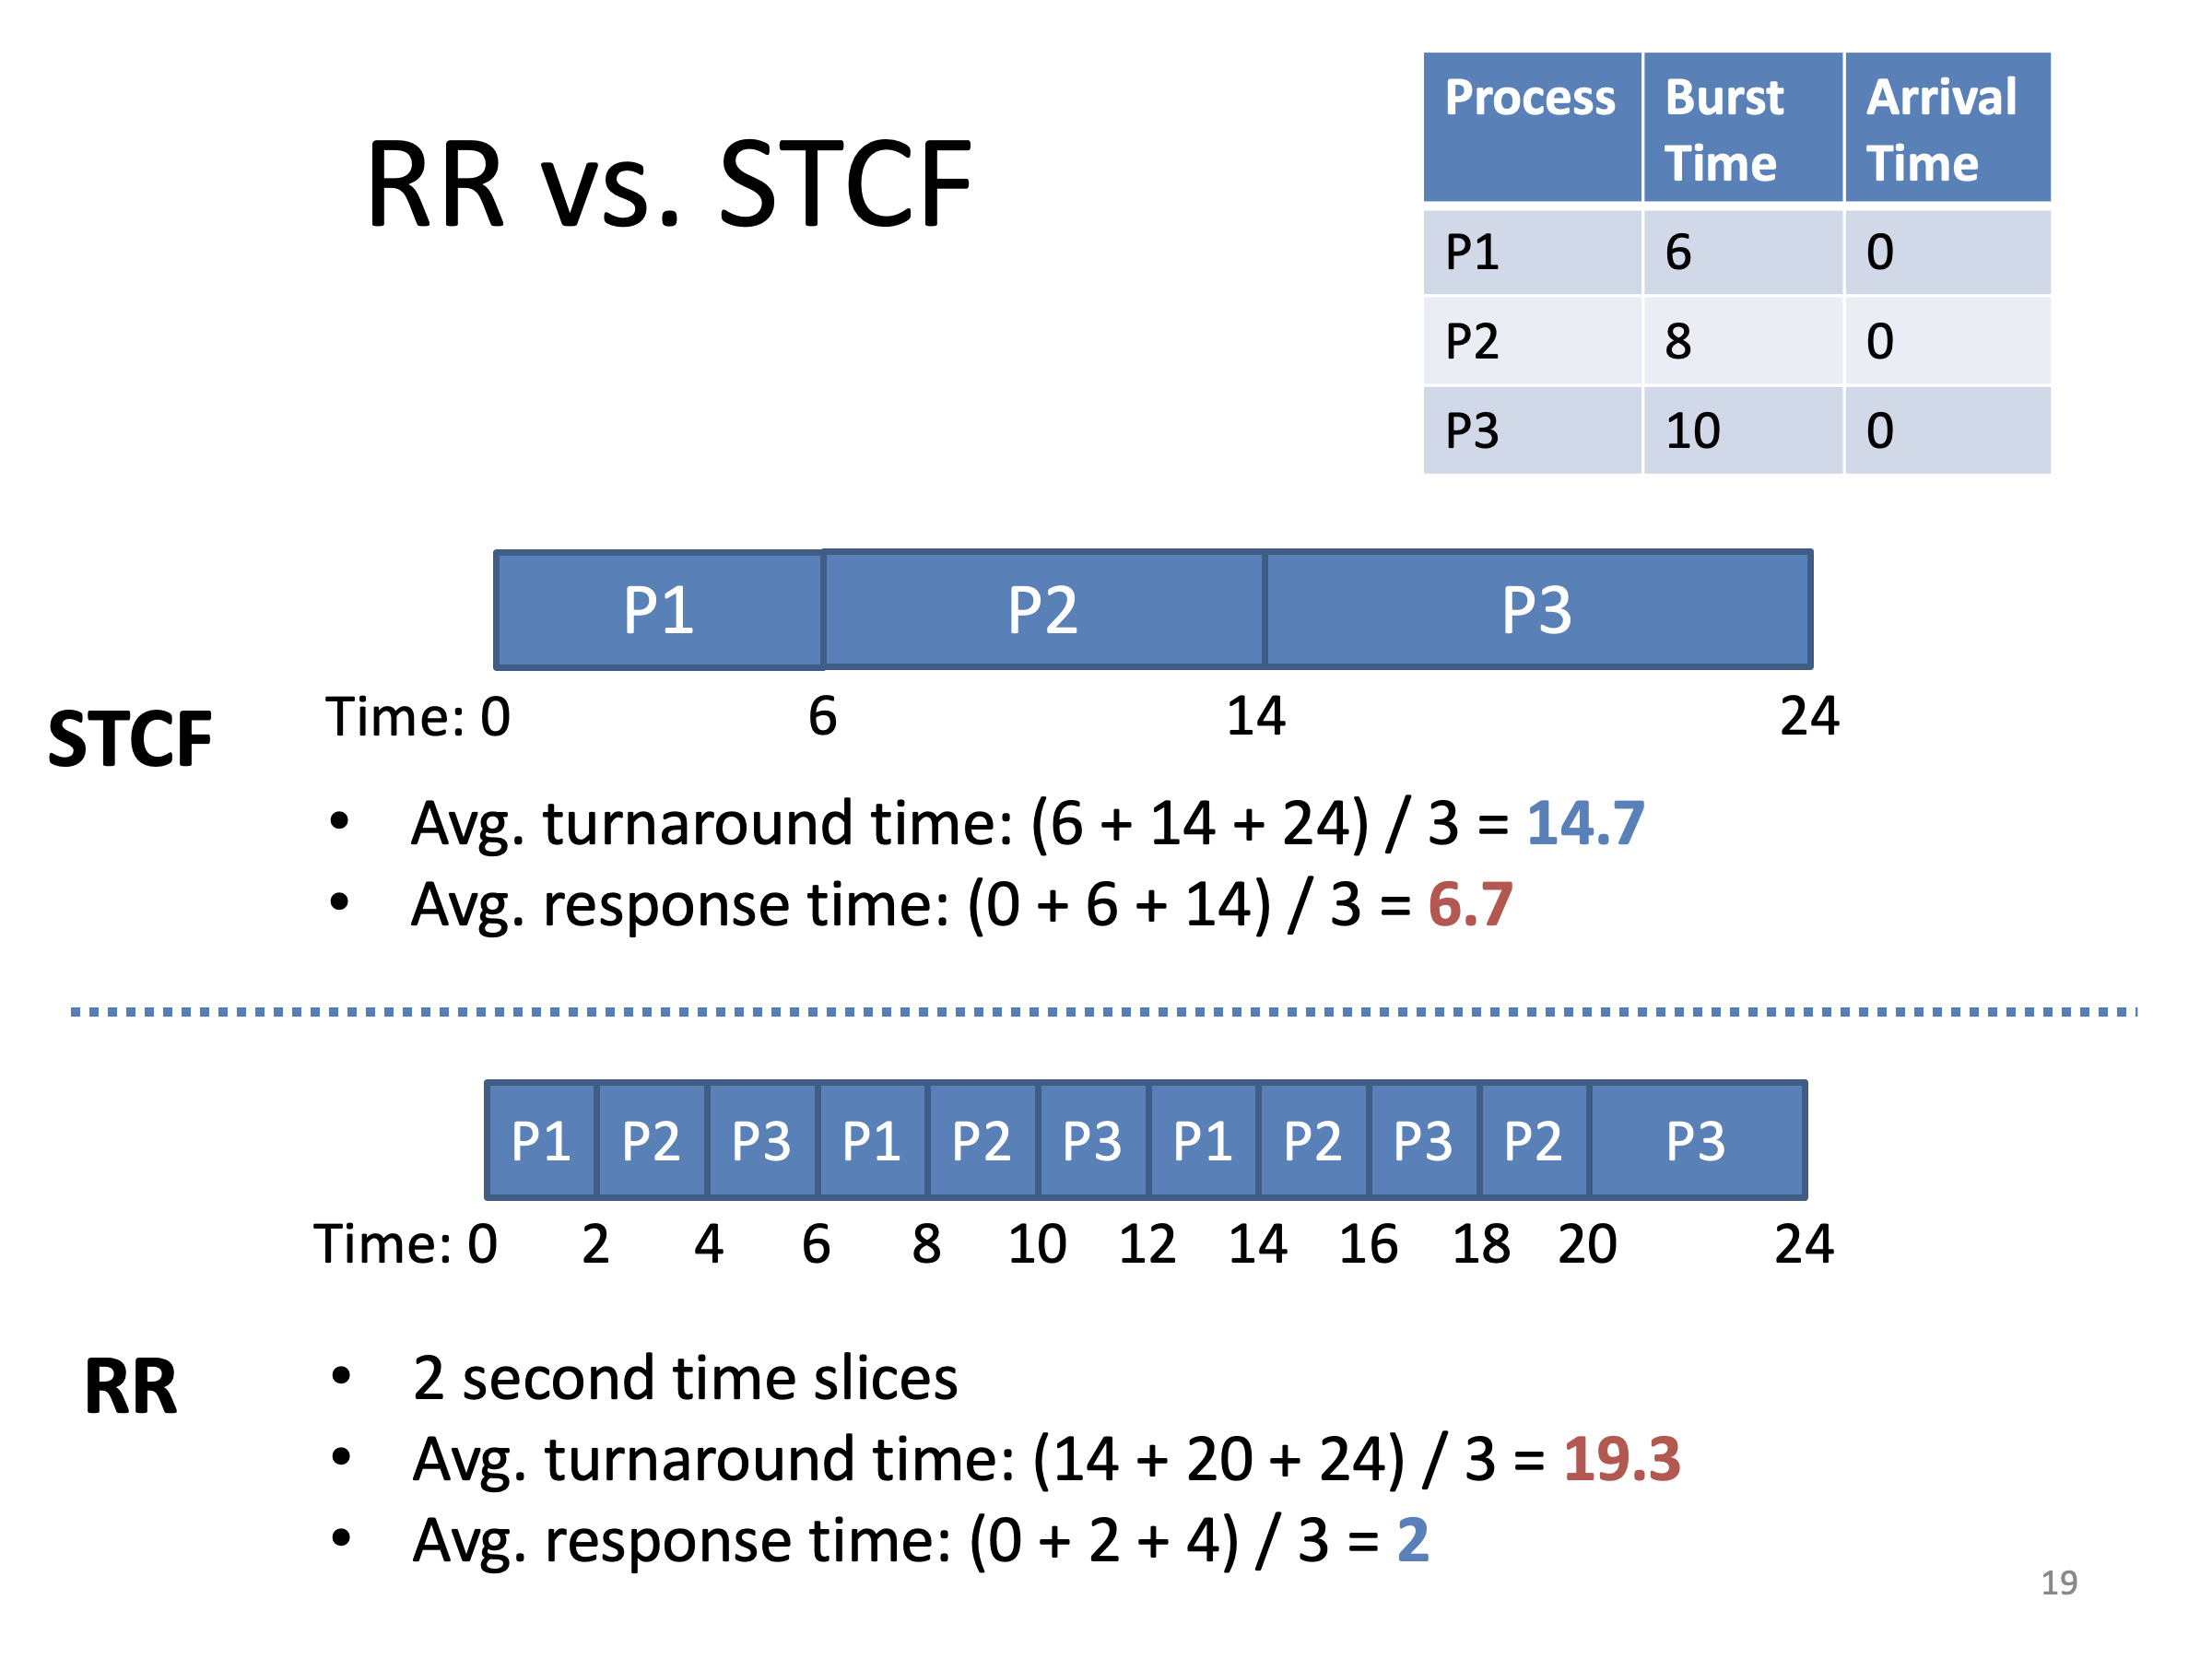 RR vs. STCF
Process Burst Time Arrival Time
P1 6 0
P2 8 0
P3 10 0
P1 P2 P3
Time: 0 6 14 24
STCF
• Avg. turnaround time: (6 + 14 + 24) / 3 = 14.7
• Avg. response time: (0 + 6 + 14) / 3 = 6.7
P1 P2 P3 P1 P2 P3 P1 P2 P3 P2 P3
Time: 0 2 4 6 8 10 12 14 16 18 20 24
RR
• 2 second time slices
• Avg. turnaround time: (14 + 20 + 24) / 3 = 19.3
• Avg. response time: (0 + 2 + 4) / 3 = 2
19